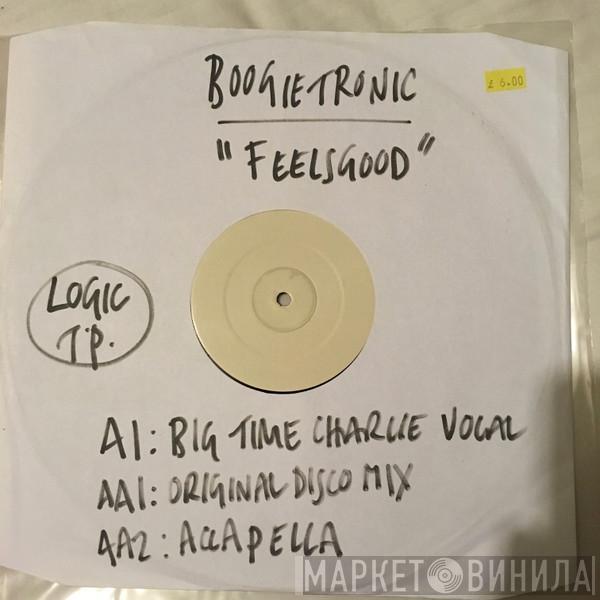 BOOGIETRONIC
£6.00
"FEELSGOOD"
LOGIC
T.P.
A1: BIG TIME CHARLIE VOCAL
AA1: ORIGINAL DISCO MIX
AA2: ACCAPELLA
МАРКЕТ ВИНИЛА